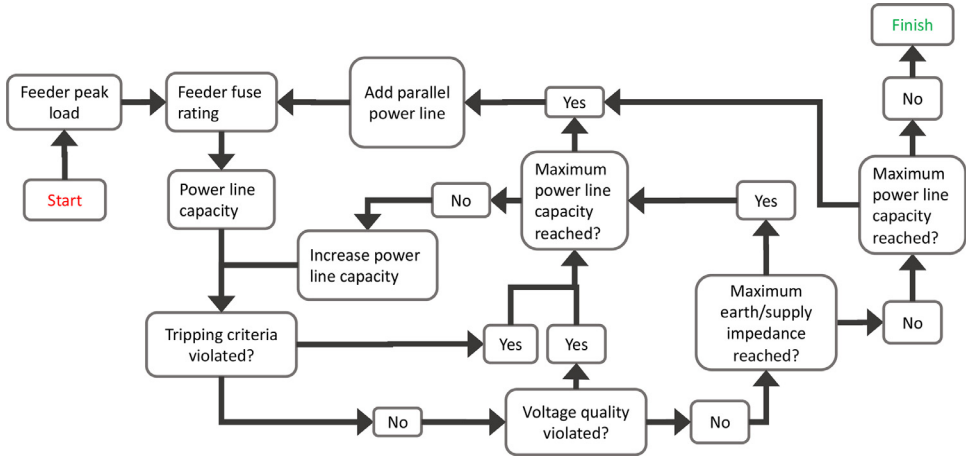 Finish
Feeder peak
load
Feeder fuse
rating
Add parallel
power line
Yes
No
Start
Power line
capacity
No
Maximum
power line
capacity
reached?
Yes
Maximum
power line
capacity
reached?
Increase power
line capacity
Maximum
earth/supply
impedance
reached?
No
Tripping criteria
violated?
Yes
Yes
No
Voltage quality
violated?
No